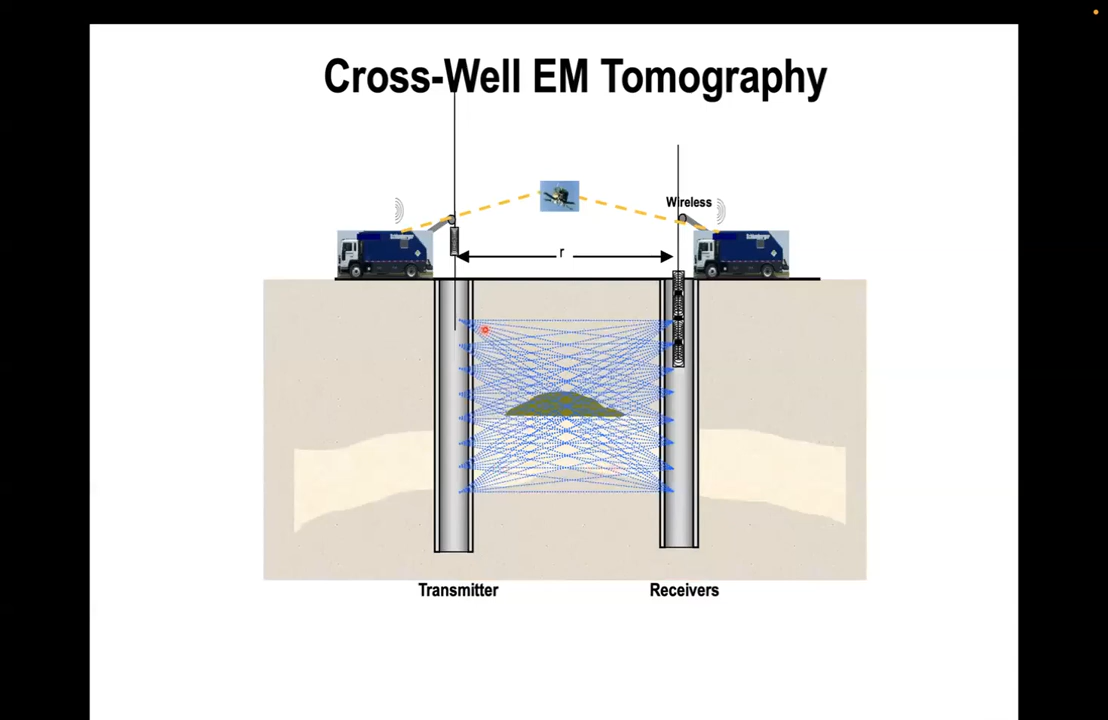 Cross-Well EM Tomography
Wireless
r
Transmitter
Receivers